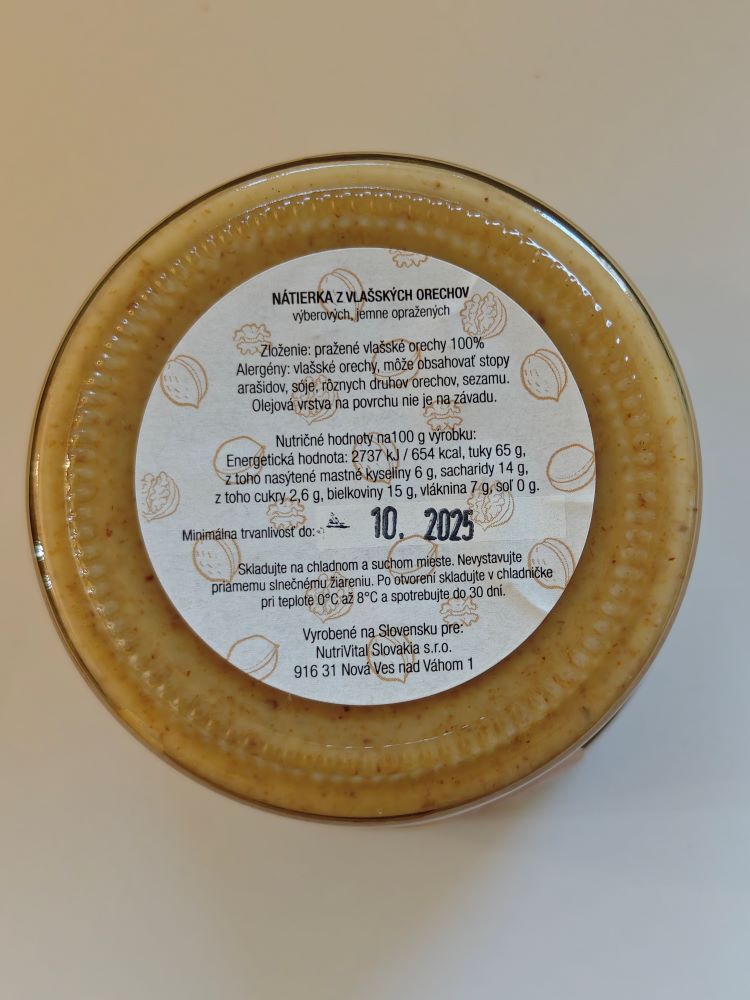 NÁTIERKA Z VLAŠSKÝCH ORECHOV
výberových, jemne opražených
Zloženie: pražené vlašské orechy 100%
Alergény: vlašské orechy, môže obsahovať stopy
arašidov, sóje, rôznych druhov orechov, sezamu.
Olejová vrstva na povrchu nie je na závadu.
Nutričné hodnoty na100 g výrobku:
Energetická hodnota: 2737 kJ / 654 kcal, tuky 65 g,
z toho nasýtené mastné kyseliny 6 g, sacharidy 14 g,
z toho cukry 2,6 g, bielkoviny 15 g, vláknina 7 g, soľ 0 g.
Minimálna trvanlivosť do: 10. 2025
Skladujte na chladnom a suchom mieste. Nevystavujte
priamemu slnečnému žiareniu. Po otvorení skladujte v chladničke
pri teplote 0°C až 8°C a spotrebujte do 30 dní.
Vyrobené na Slovensku pre:
NutriVital Slovakia s.r.o.
916 31 Nová Ves nad Váhom 1